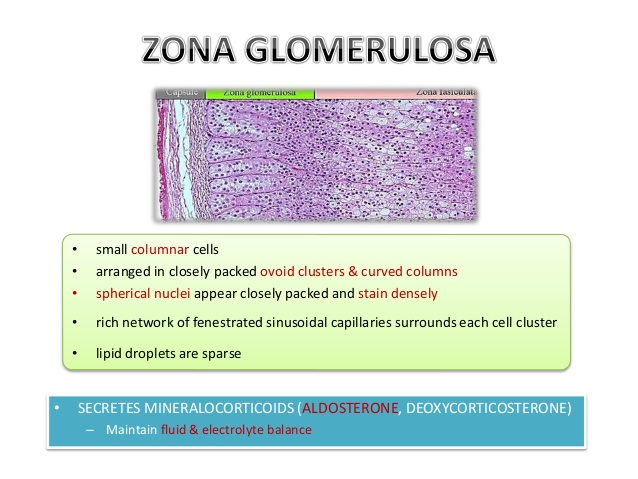 ZONA GLOMERULOSA
Capsule Zona glomerulosa Zona fasciculat
• small columnar cells
• arranged in closely packed ovoid clusters & curved columns
• spherical nuclei appear closely packed and stain densely
• rich network of fenestrated sinusoidal capillaries surrounds each cell cluster
• lipid droplets are sparse
• SECRETES MINERALOCORTICOIDS (ALDOSTERONE, DEOXYCORTICOSTERONE)
– Maintain fluid & electrolyte balance